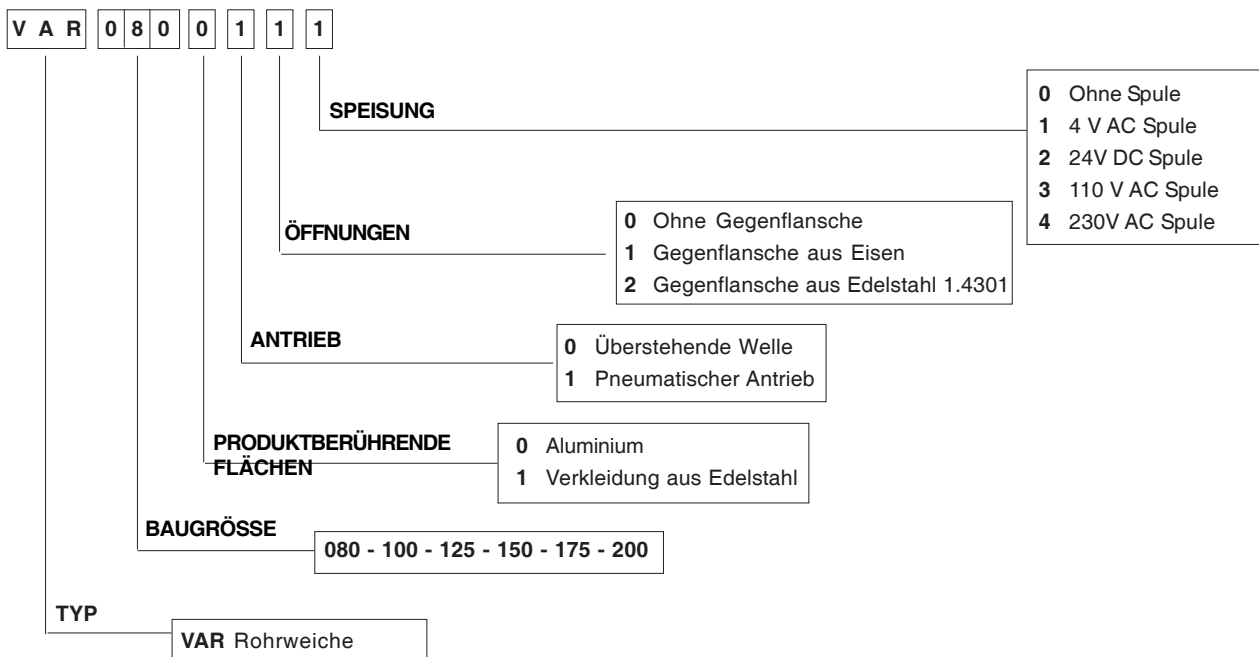 VAR 080 0 1 1 1
SPEISUNG
0 Ohne Spule
1 4 V AC Spule
2 24V DC Spule
3 110 V AC Spule
4 230V AC Spule
ÖFFNUNGEN
0 Ohne Gegenflansche
1 Gegenflansche aus Eisen
2 Gegenflansche aus Edelstahl 1.4301
ANTRIEB
0 Überstehende Welle
1 Pneumatischer Antrieb
PRODUKTBERÜHRENDE
FLÄCHEN
0 Aluminium
1 Verkleidung aus Edelstahl
BAUGRÖSSE
080 - 100 - 125 - 150 - 175 - 200
TYP
VAR Rohrweiche